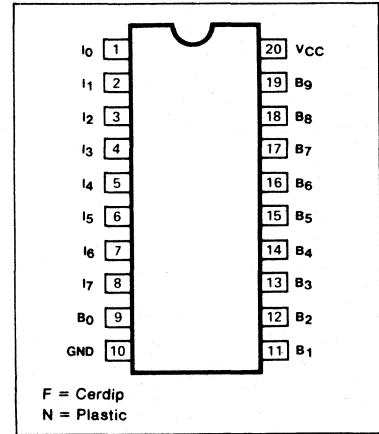 I0 1 20 VCC
I1 2 19 B9
I2 3 18 B8
I3 4 17 B7
I4 5 16 B6
I5 6 15 B5
I6 7 14 B4
I7 8 13 B3
B0 9 12 B2
GND 10 11 B1
F = Cerdip
N = Plastic